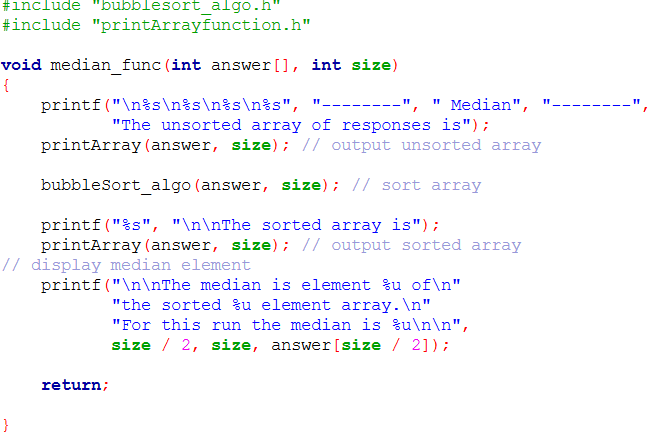 #include "bubblesort_algo.h"
#include "printArrayfunction.h"
void median_func(int answer[], int size)
{
printf("\n%s\n%s\n%s\n%s", "--------", " Median", "--------",
"The unsorted array of responses is");
printArray(answer, size); // output unsorted array
bubbleSort_algo(answer, size); // sort array
printf("%s", "\n\nThe sorted array is");
printArray(answer, size); // output sorted array
// display median element
printf("\n\nThe median is element %u of\n"
"the sorted %u element array.\n"
"For this run the median is %u\n\n",
size / 2, size, answer[size / 2]);
return;
}